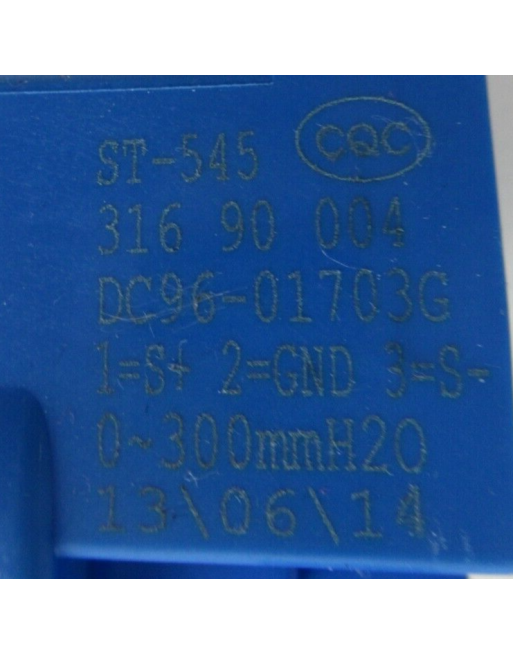 ST-545 CQC
316 90 004
DC96-01703G
1=S+ 2=GND 3=S-
0~300mmH2O
13\06\14